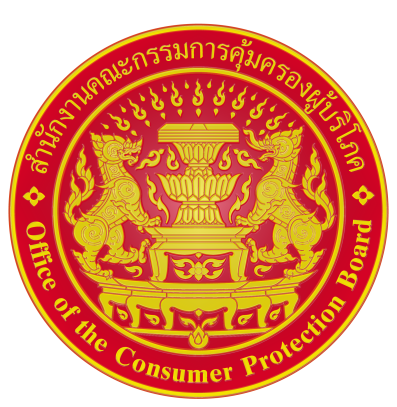 สำนักงานคณะกรรมการคุ้มครองผู้บริโภค
Office of the Consumer Protection Board